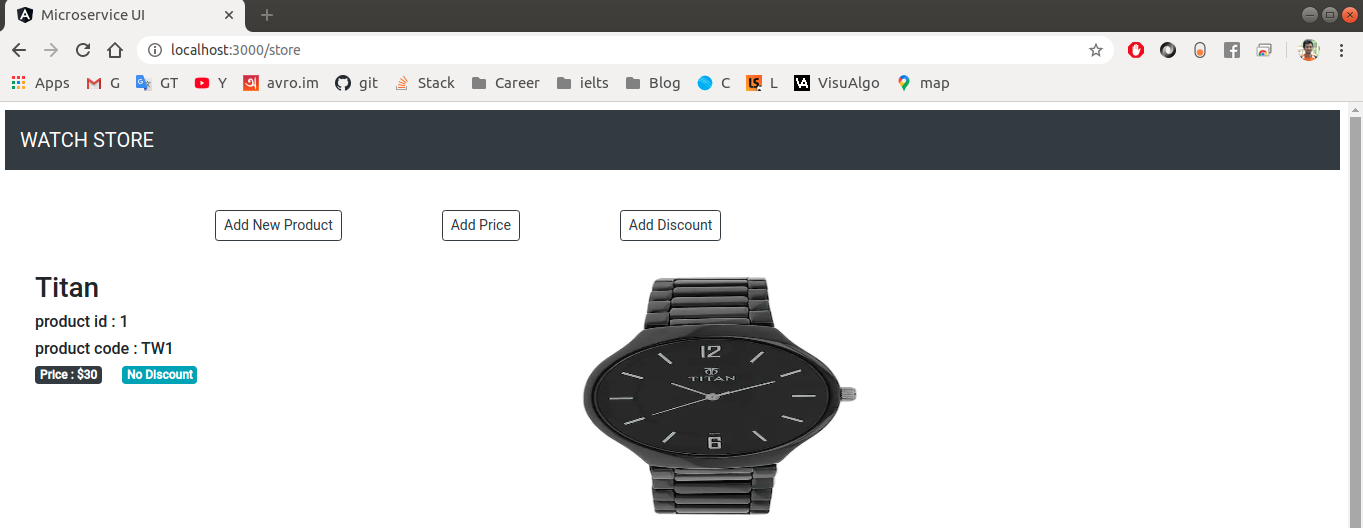 Microservice UI
localhost:3000/store
Apps G GT Y avro.im git Stack Career ielts Blog C L VisuAlgo map
WATCH STORE
Add New Product Add Price Add Discount
Titan
product id : 1
product code : TW1
Price : $30 No Discount
12
TITAN
6